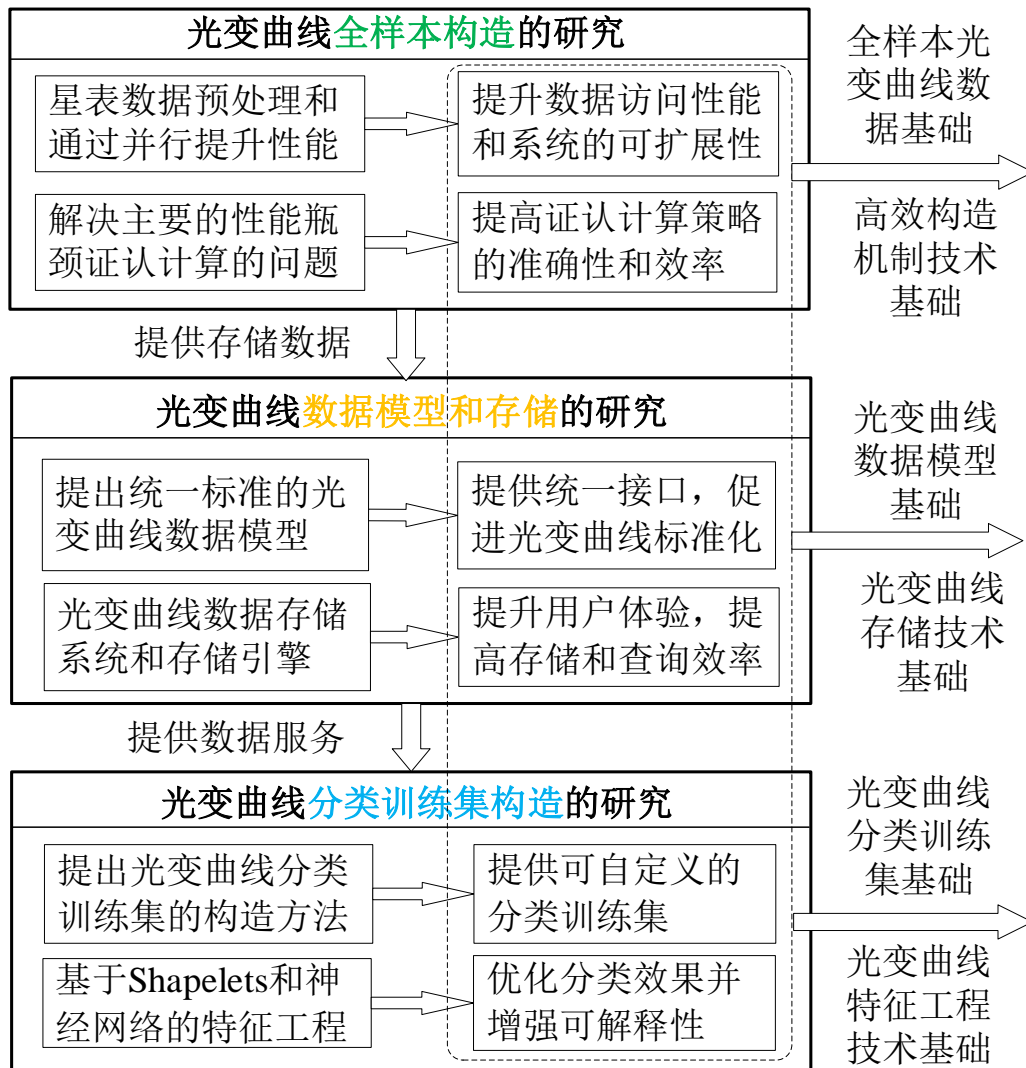 光变曲线全样本构造的研究
星表数据预处理和
通过并行提升性能
提升数据访问性能
和系统的可扩展性
解决主要的性能瓶
颈证认计算的问题
提高证认计算策略
的准确性和效率
全样本光
变曲线数
据基础
高效构造
机制技术
基础
提供存储数据
光变曲线数据模型和存储的研究
提出统一标准的光
变曲线数据模型
提供统一接口，促
进光变曲线标准化
光变曲线数据存储
系统和存储引擎
提升用户体验，提
高存储和查询效率
光变曲线
数据模型
基础
光变曲线
存储技术
基础
提供数据服务
光变曲线分类训练集构造的研究
提出光变曲线分类
训练集的构造方法
提供可自定义的
分类训练集
基于Shapelets和神
经网络的特征工程
优化分类效果并
增强可解释性
光变曲线
分类训练
集基础
光变曲线
特征工程
技术基础